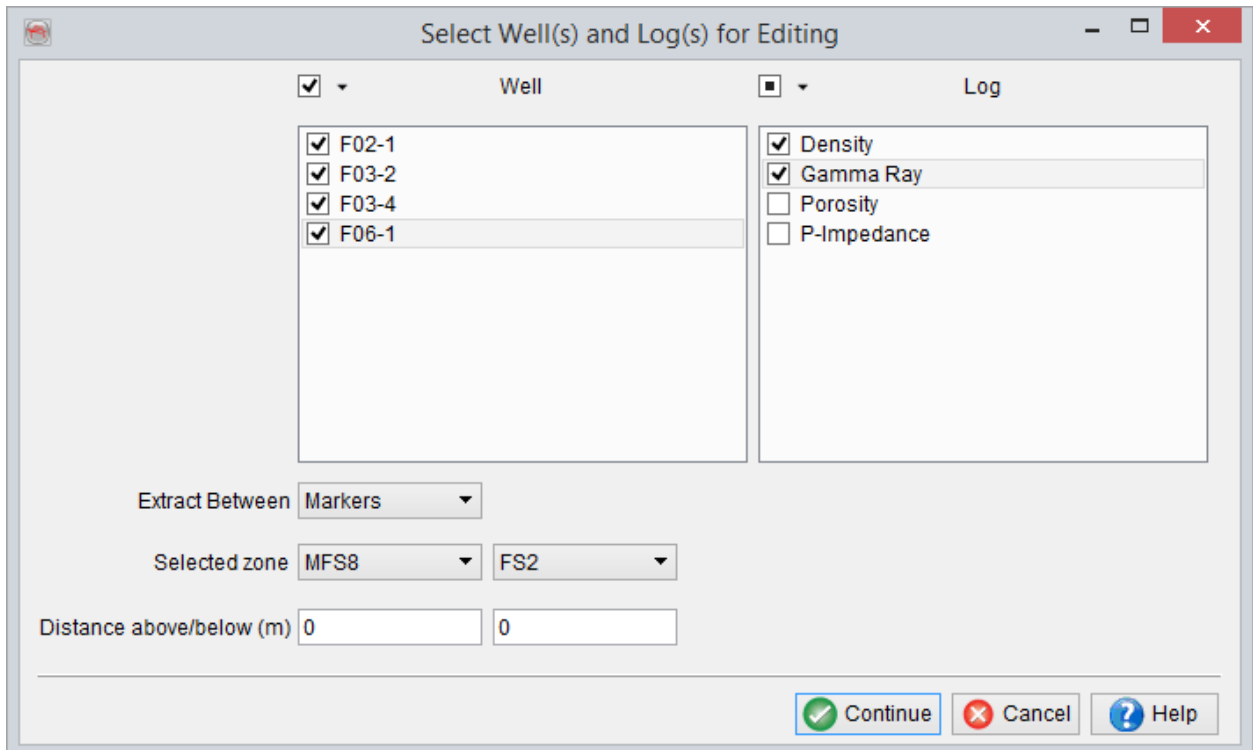 Select Well(s) and Log(s) for Editing
Well Log
F02-1
F03-2
F03-4
F06-1
Density
Gamma Ray
Porosity
P-Impedance
Extract Between Markers
Selected zone MFS8 FS2
Distance above/below (m) 0 0
Continue Cancel Help